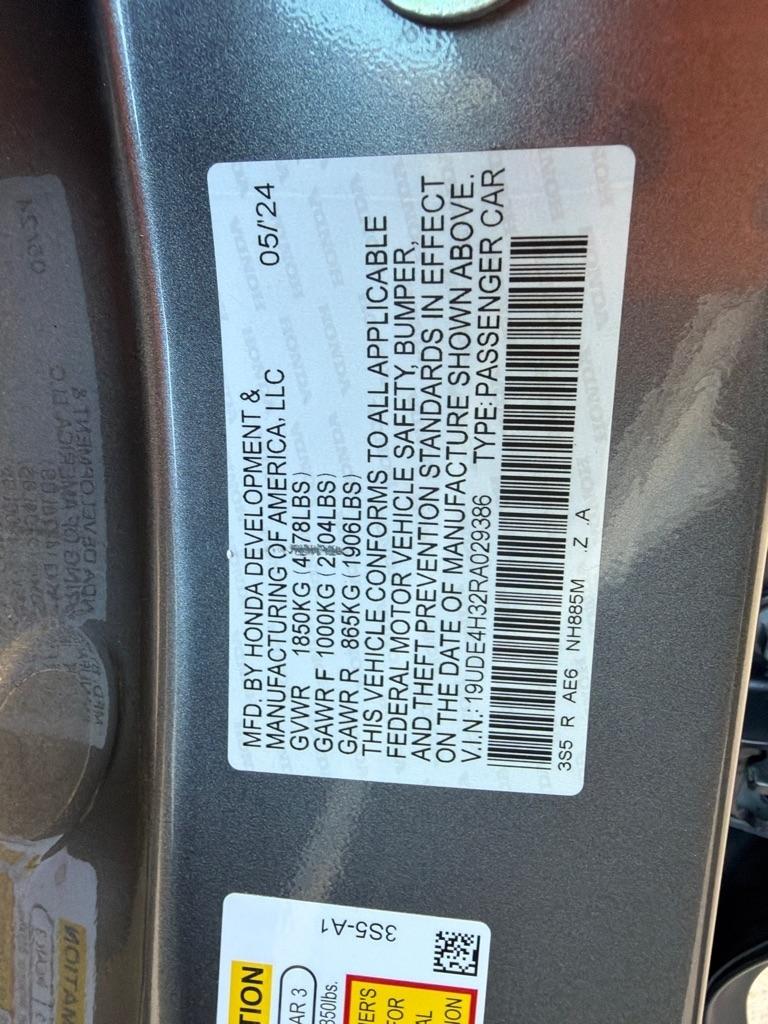 MFD. BY HONDA DEVELOPMENT &
MANUFACTURING OF AMERICA, LLC 05/'24
GVWR 1850KG
GAWR F 1000KG
GAWR R 865KG (1906LBS)
THIS VEHICLE CONFORMS TO ALL APPLICABLE
FEDERAL MOTOR VEHICLE SAFETY, BUMPER,
AND THEFT PREVENTION STANDARDS IN EFFECT
ON THE DATE OF MANUFACTURE SHOWN ABOVE.
V.I.N.: 19UDE4H32RA029386 TYPE: PASSENGER CAR
3S5 R AE6 NH885M .Z .A
3S5-A1